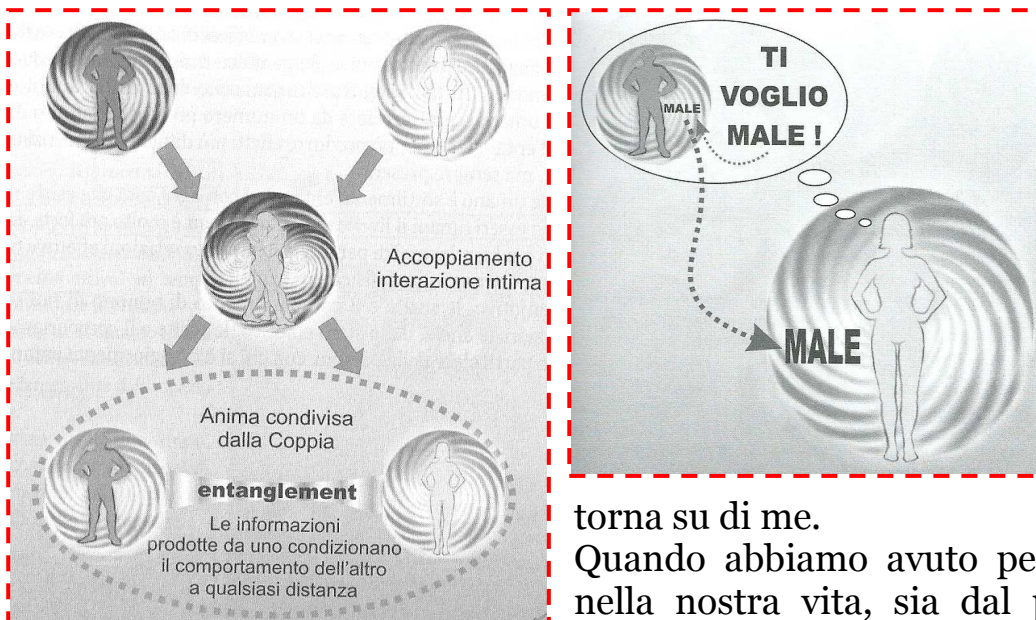 Accoppiamento
interazione intima
Anima condivisa
dalla Coppia
entanglement
Le informazioni
prodotte da uno condizionano
il comportamento dell'altro
a qualsiasi distanza
TI
VOGLIO
MALE !
MALE
MALE
torna su di me.
Quando abbiamo avuto
nella nostra vita, sia dal